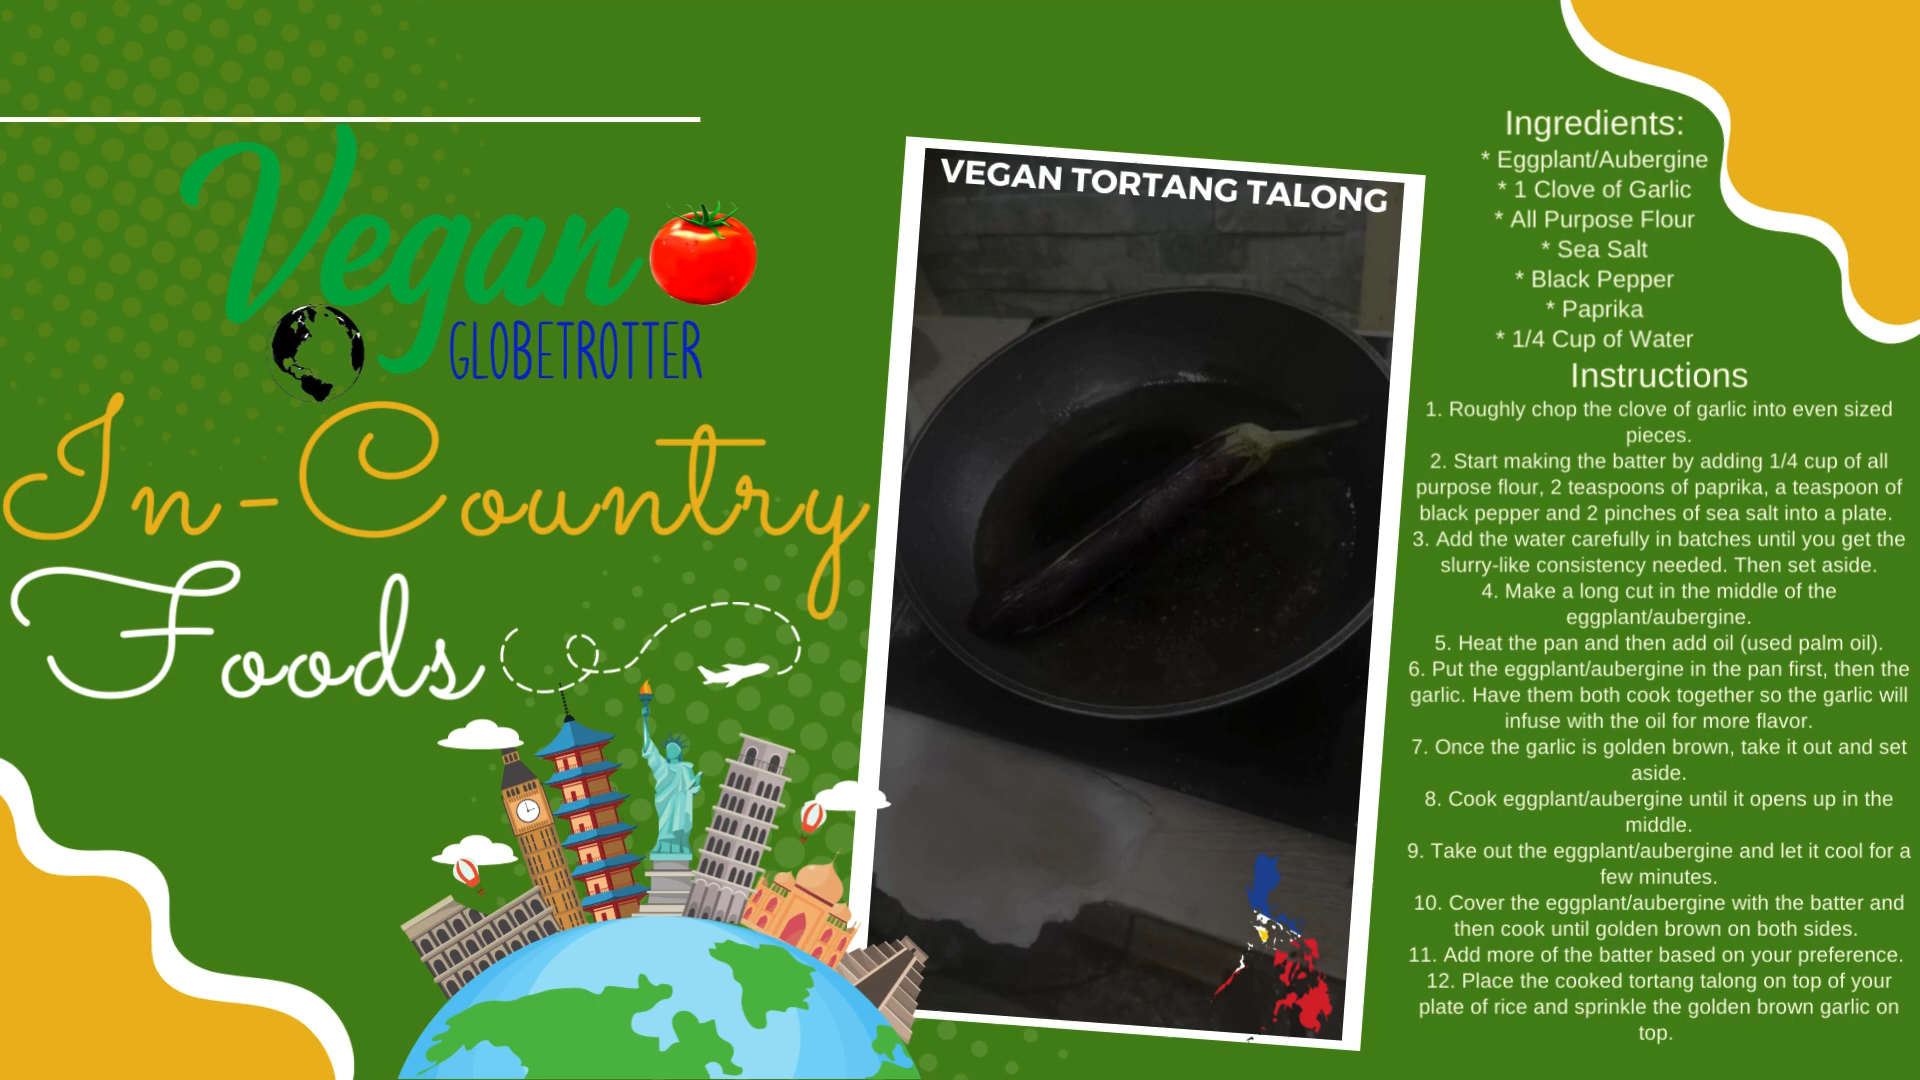 Vegan
GLOBETROTTER
In-Country
Foods
VEGAN TORTANG TALONG
Ingredients:
* Eggplant/Aubergine
* 1 Clove of Garlic
* All Purpose Flour
* Sea Salt
* Black Pepper
* Paprika
* 1/4 Cup of Water
Instructions
1. Roughly chop the clove of garlic into even sized
pieces.
2. Start making the batter by adding 1/4 cup of all
purpose flour, 2 teaspoons of paprika, a teaspoon of
black pepper and 2 pinches of sea salt into a plate.
3. Add the water carefully in batches until you get the
slurry-like consistency needed. Then set aside.
4. Make a long cut in the middle of the
eggplant/aubergine.
5. Heat the pan and then add oil (used palm oil).
6. Put the eggplant/aubergine in the pan first, then the
garlic. Have them both cook together so the garlic will
infuse with the oil for more flavor.
7. Once the garlic is golden brown, take it out and set
aside.
8. Cook eggplant/aubergine until it opens up in the
middle.
9. Take out the eggplant/aubergine and let it cool for a
few minutes.
10. Cover the eggplant/aubergine with the batter and
then cook until golden brown on both sides.
11. Add more of the batter based on your preference.
12. Place the cooked tortang talong on top of your
plate of rice and sprinkle the golden brown garlic on
top.